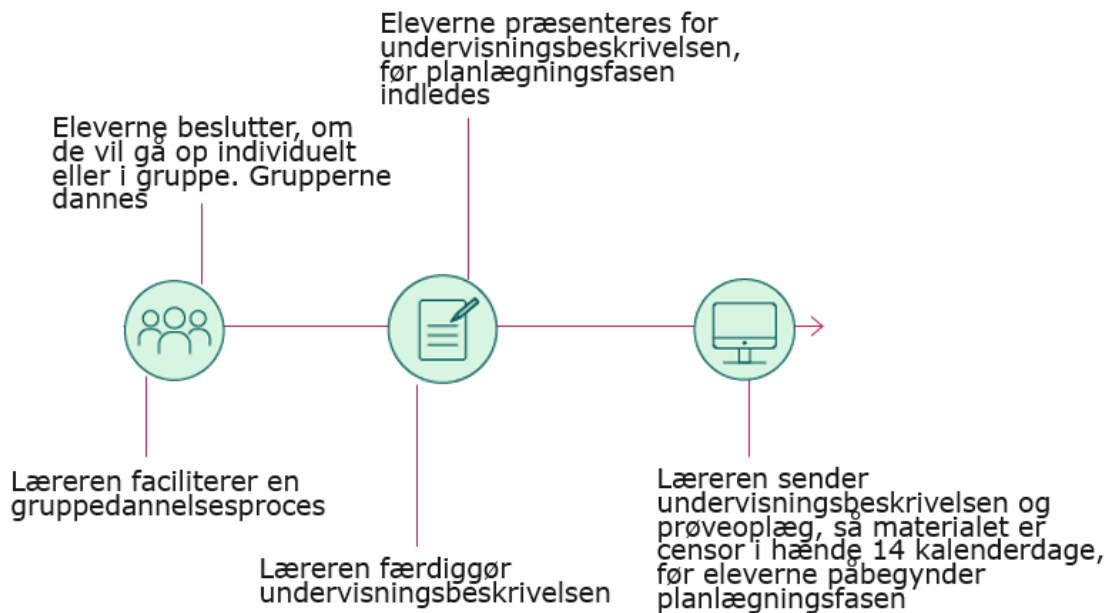 Eleverne præsenteres for
undervisningsbeskrivelsen,
før planlægningsfasen
indledes
Eleverne beslutter, om
de vil gå op individuelt
eller i gruppe. Grupperne
dannes
Læreren faciliterer en
gruppedannelsesproces
Læreren færdiggør
undervisningsbeskrivelsen
Læreren sender
undervisningsbeskrivelsen og
prøveoplæg, så materialet er
censor i hænde 14 kalenderdage,
før eleverne påbegynder
planlægningsfasen